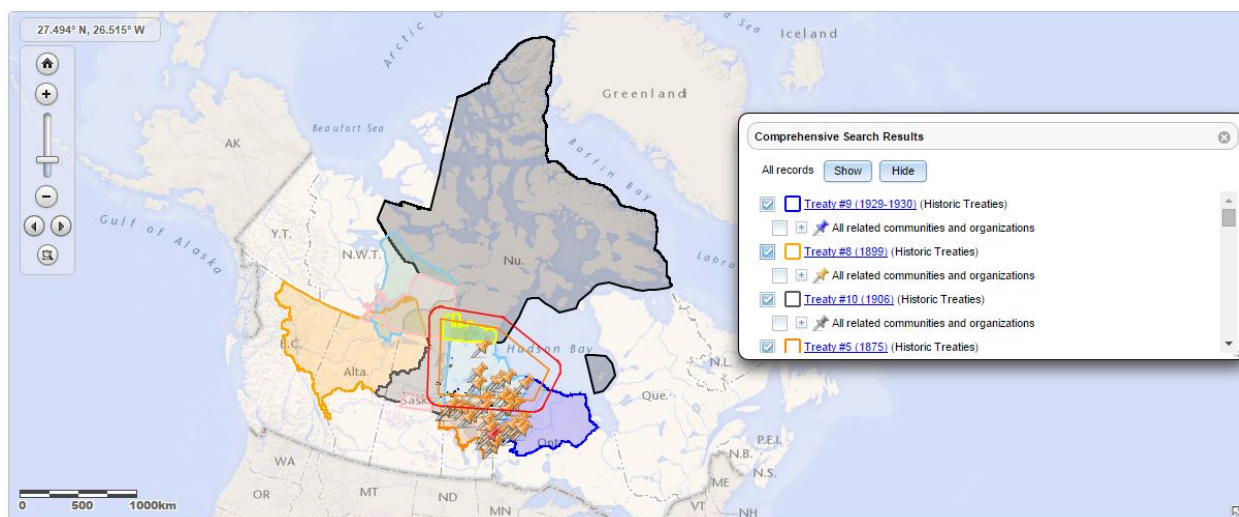 27.494° N, 26.515° W
Arctic Oc
Sea
Iceland
Greenland
Beaufort Sea
Baffin Bay
AK
Gulf of Alaska
Y.T.
N.W.T.
Nu.
Labra
Hudson Bay
B.C.
Alta.
Sask
Ont
Que.
N.L.
P.E.I.
N.B.
N.S.
WA
OR
MT
ND
MN
ME
VT
NH
0 500 1000km
Comprehensive Search Results
All records Show Hide
Treaty #9 (1929-1930) (Historic Treaties)
All related communities and organizations
Treaty #8 (1899) (Historic Treaties)
All related communities and organizations
Treaty #10 (1906) (Historic Treaties)
All related communities and organizations
Treaty #5 (1875) (Historic Treaties)